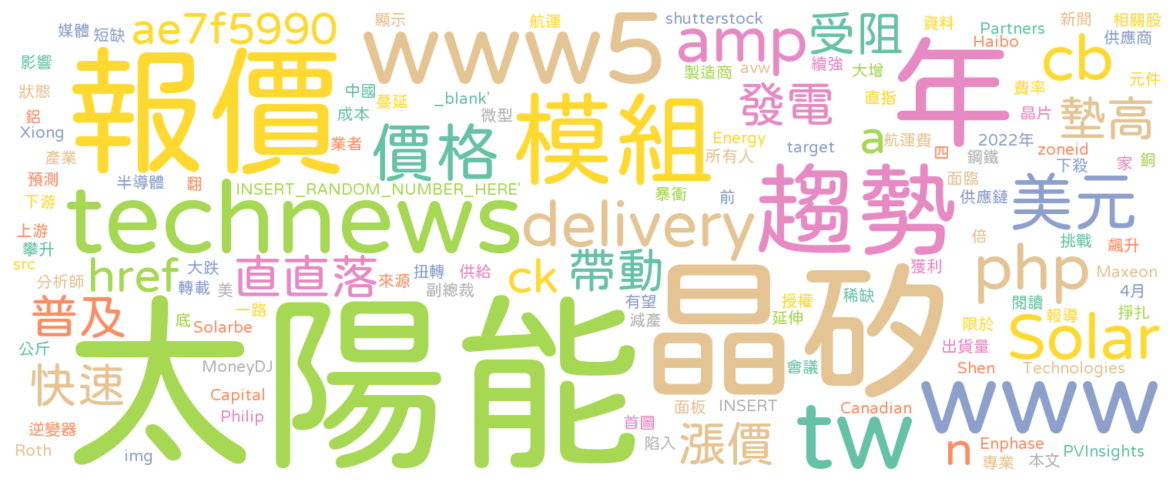 媒體 短缺 ae7f5990 顯示 航運 shutterstock 資料 新聞 相關股
www5 amp 受阻 Partners Haibo cb 供應商
影響 報價 中國 蔓延 _blank' 製造商 avw 續強 大增 年 元件
狀態 成本 微型 模組 發電 直指 費率 晶片 墊高
鋁 Xiong 業者 價格 Energy 所有人 target a 航運費 2022年 zoneid 銅
產業 預測 半導體 翻 INSERT_RANDOM_NUMBER_HERE' 暴衝 前 四 鋼鐵 下殺 家
下游 technews delivery 趨勢 面臨 供應鏈 美元
上游 攀升 倍 挑戰 飆升
src 分析師 href 大跌 轉載 美 直直落 來源 扭轉 供給 副總裁 ck 帶動 獲利 php Maxeon 4月
普及 底 一路 Solarbe 有望 減產 晶矽 授權 延伸 稀缺 閱讀 限於 報導 掙扎
公斤 太陽能 Solar 出貨量
快速 MoneyDJ Capital Philip 會議 Shen Technologies
逆變器 首圖 面板 INSERT tw Canadian www
Roth img 陷入 漲價 n Enphase 專業 本文 PVInsights